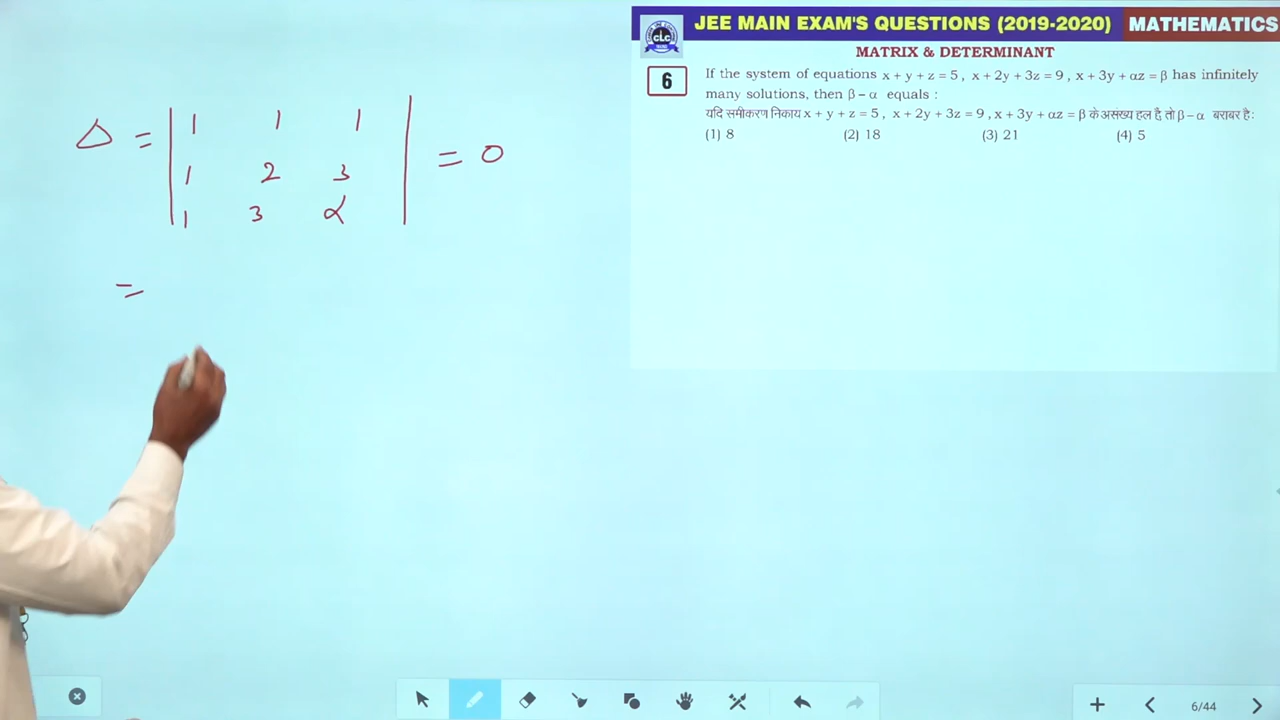 JEE MAIN EXAM'S QUESTIONS (2019-2020) MATHEMATICS
CLC
MATRIX & DETERMINANT
6 If the system of equations x + y + z = 5 , x + 2y + 3z = 9 , x + 3y + αz = β has infinitely
many solutions, then β – α equals :
यदि समीकरण निकाय x + y + z = 5 , x + 2y + 3z = 9 , x + 3y + αz = β के असंख्य हल है, तो β – α बराबर है:
(1) 8 (2) 18 (3) 21 (4) 5
Δ = | 1 1 1 |
| 1 2 3 | = 0
| 1 3 α |
=
6/44